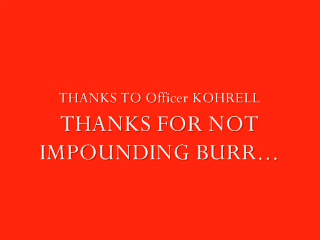 THANKS TO Officer KOHRELL
THANKS FOR NOT
IMPOUNDING BURR...